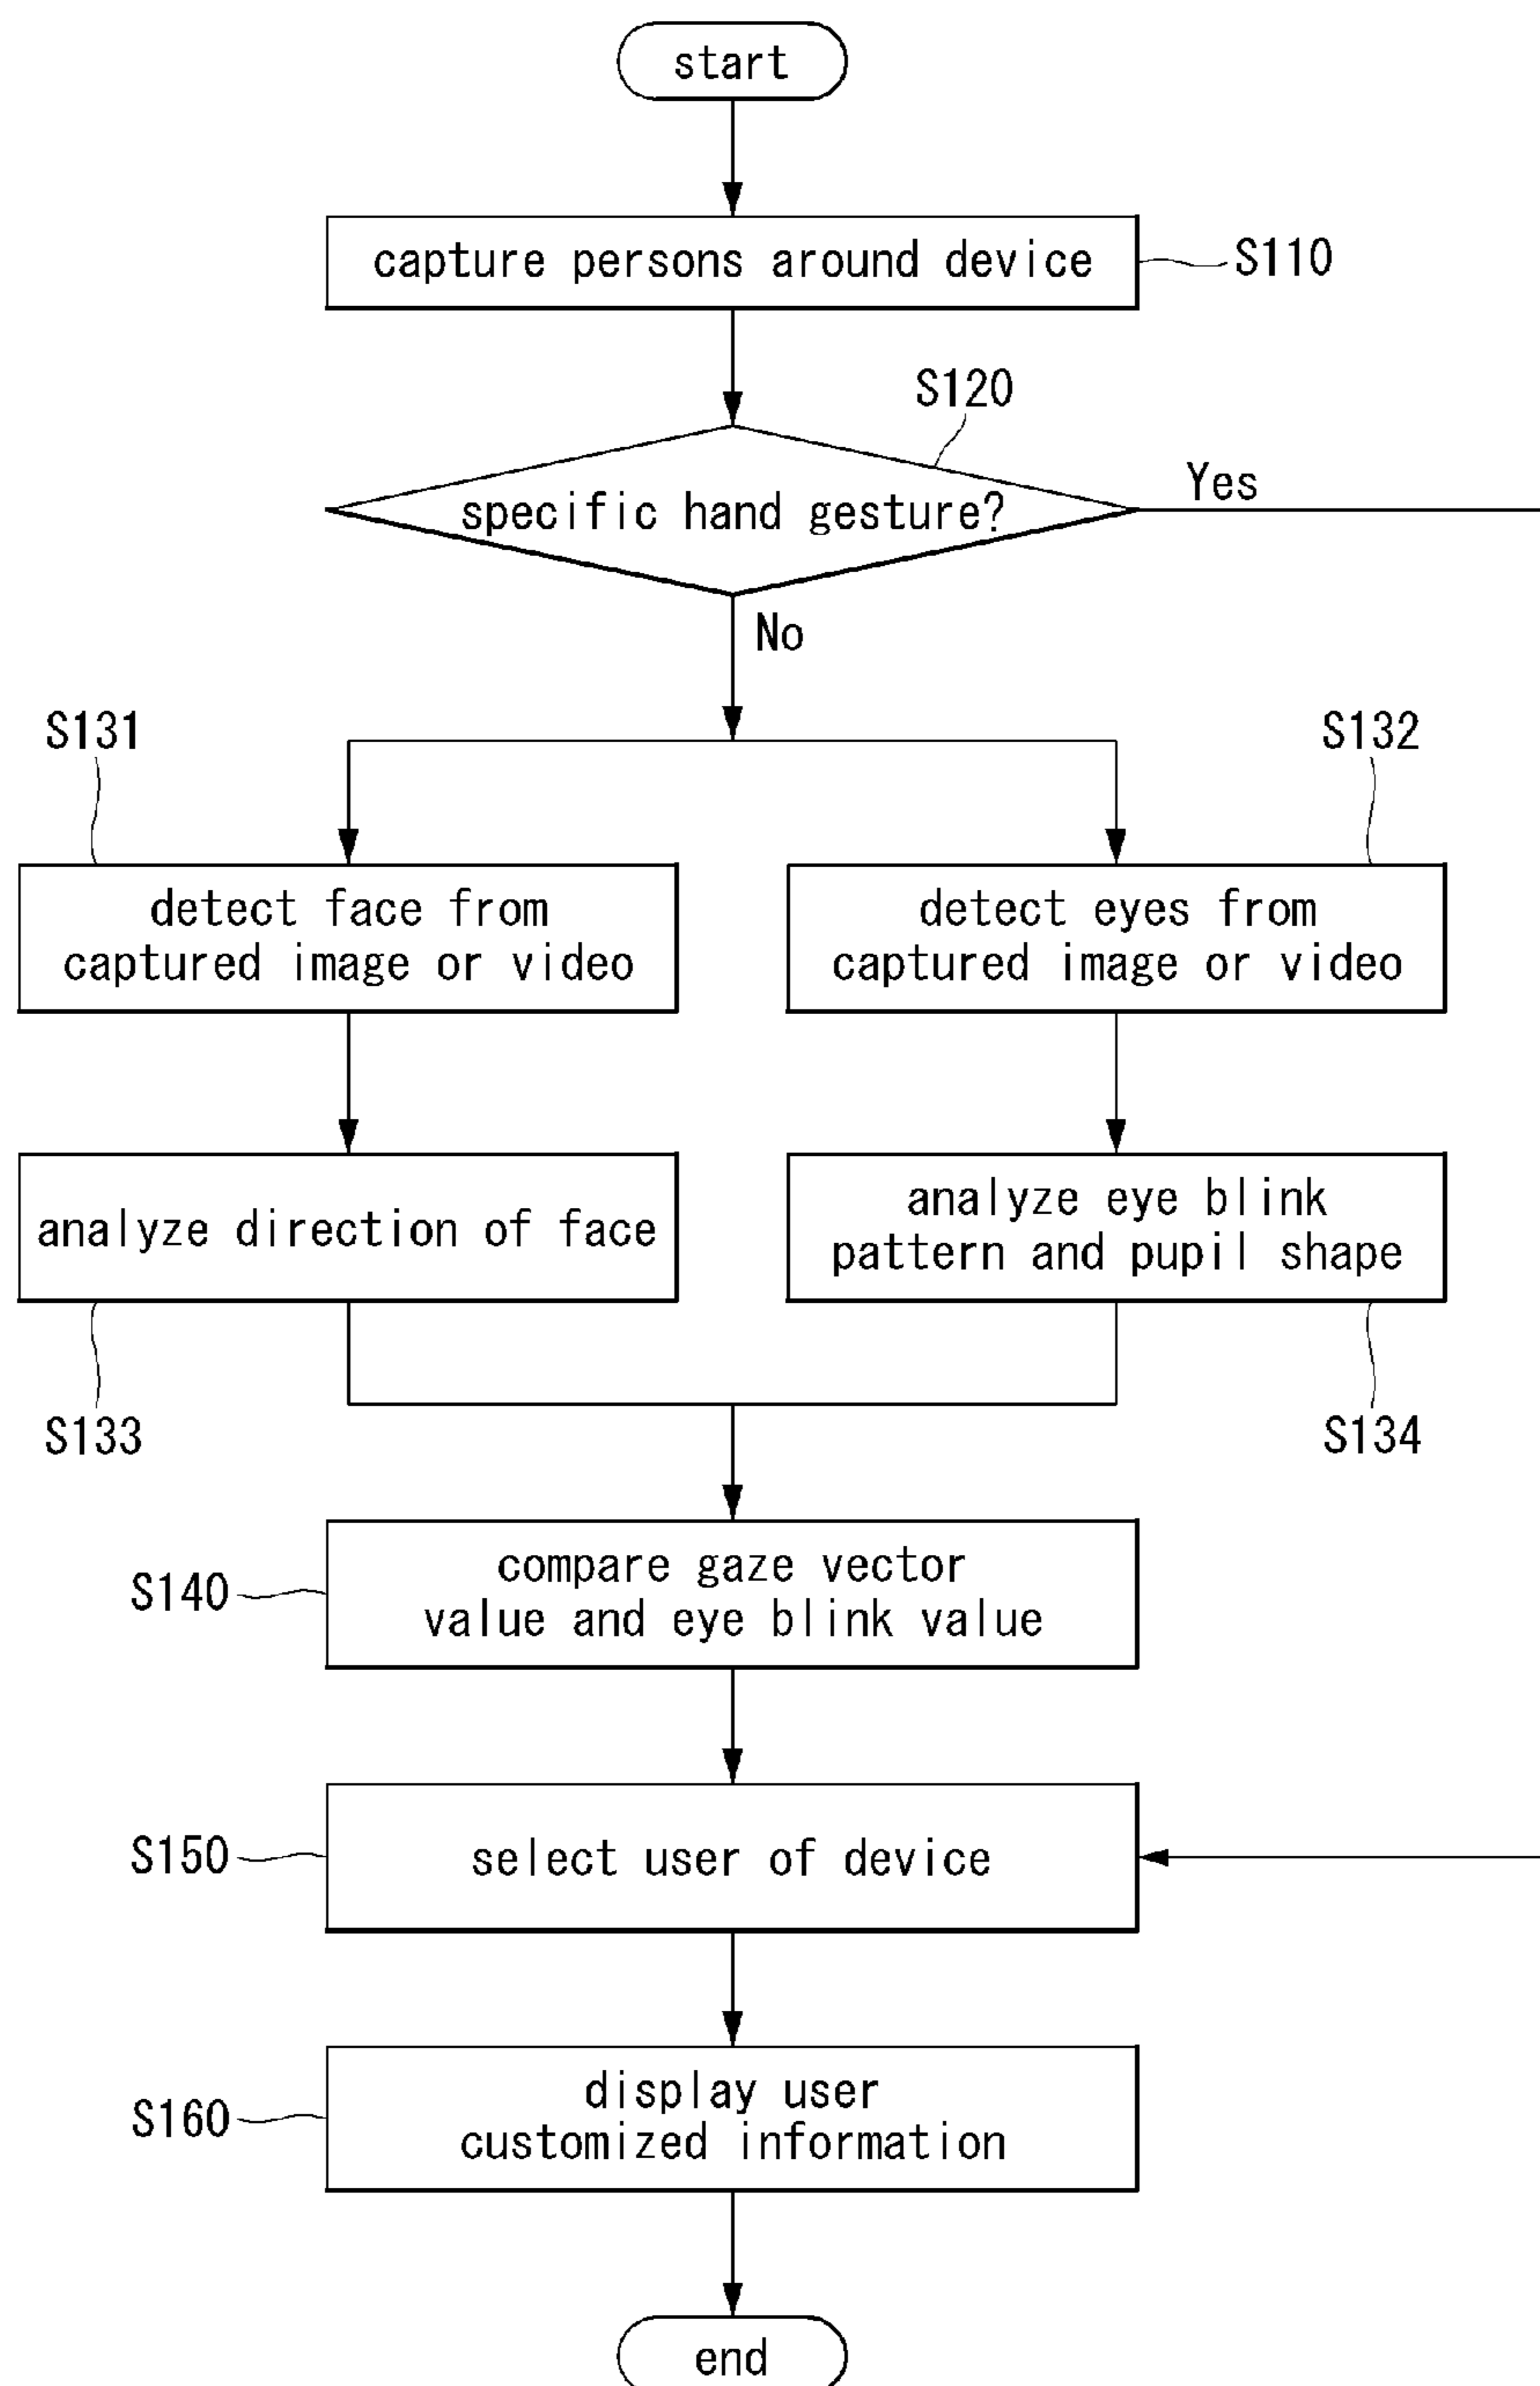 start
capture persons around device
S110
S120
specific hand gesture?
Yes
No
S131
S132
detect face from
captured image or video
detect eyes from
captured image or video
analyze direction of face
analyze eye blink
pattern and pupil shape
S133
S134
S140
compare gaze vector
value and eye blink value
S150
select user of device
S160
display user
customized information
end